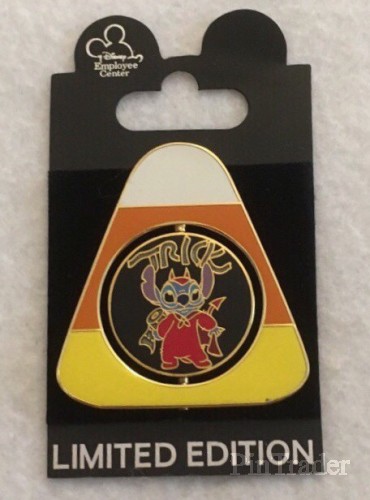 Disney
Employee
Center
TRICK
LIMITED EDITION
PinTrader